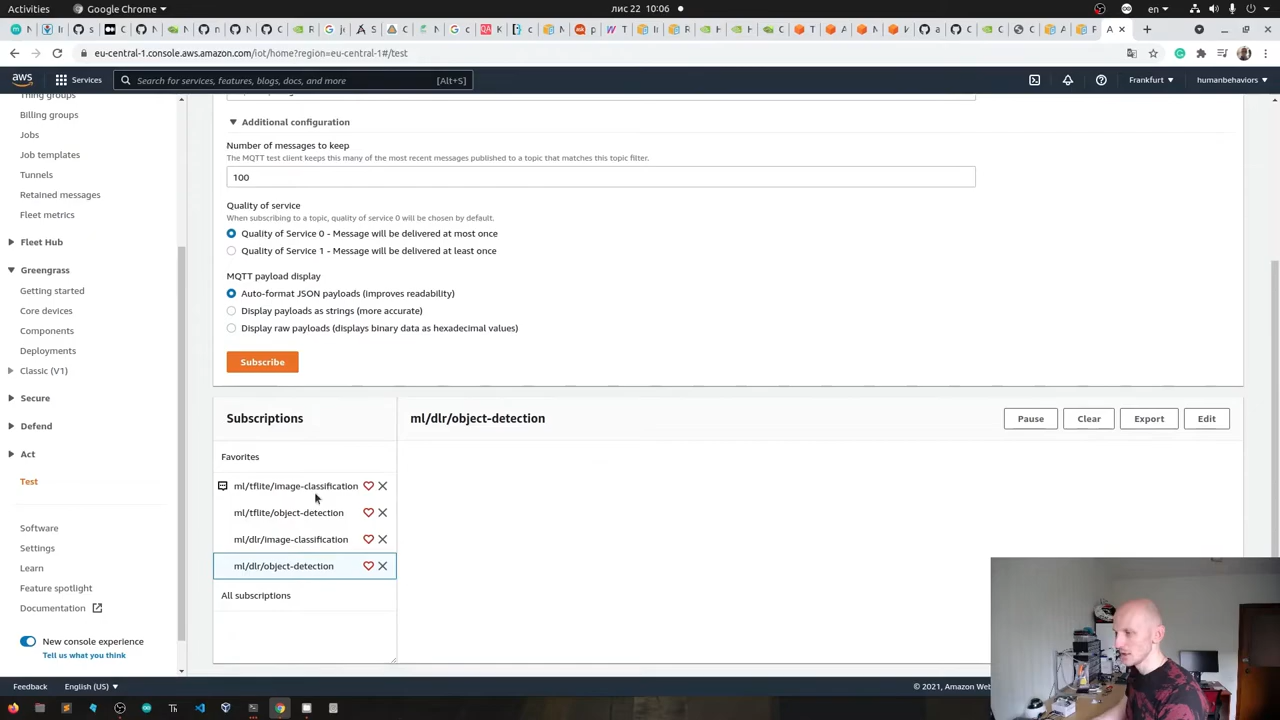 Activities
Google Chrome
лис 22 10:06
en
eu-central-1.console.aws.amazon.com/iot/home?region=eu-central-1#/test
aws
Services
Search for services, features, blogs, docs, and more
[Alt+S]
Frankfurt
humanbehaviors
Thing groups
Billing groups
Jobs
Job templates
Tunnels
Retained messages
Fleet metrics
Fleet Hub
Greengrass
Getting started
Core devices
Components
Deployments
Classic (V1)
Secure
Defend
Act
Test
Software
Settings
Learn
Feature spotlight
Documentation
New console experience
Tell us what you think
Additional configuration
Number of messages to keep
The MQTT test client keeps this many of the most recent messages published to a topic that matches this topic filter.
100
Quality of service
When subscribing to a topic, quality of service 0 will be chosen by default.
Quality of Service 0 - Message will be delivered at most once
Quality of Service 1 - Message will be delivered at least once
MQTT payload display
Auto-format JSON payloads (improves readability)
Display payloads as strings (more accurate)
Display raw payloads (displays binary data as hexadecimal values)
Subscribe
Subscriptions
ml/dlr/object-detection
Pause
Clear
Export
Edit
Favorites
ml/tflite/image-classification
ml/tflite/object-detection
ml/dlr/image-classification
ml/dlr/object-detection
All subscriptions
Feedback
English (US)
© 2021, Amazon Web